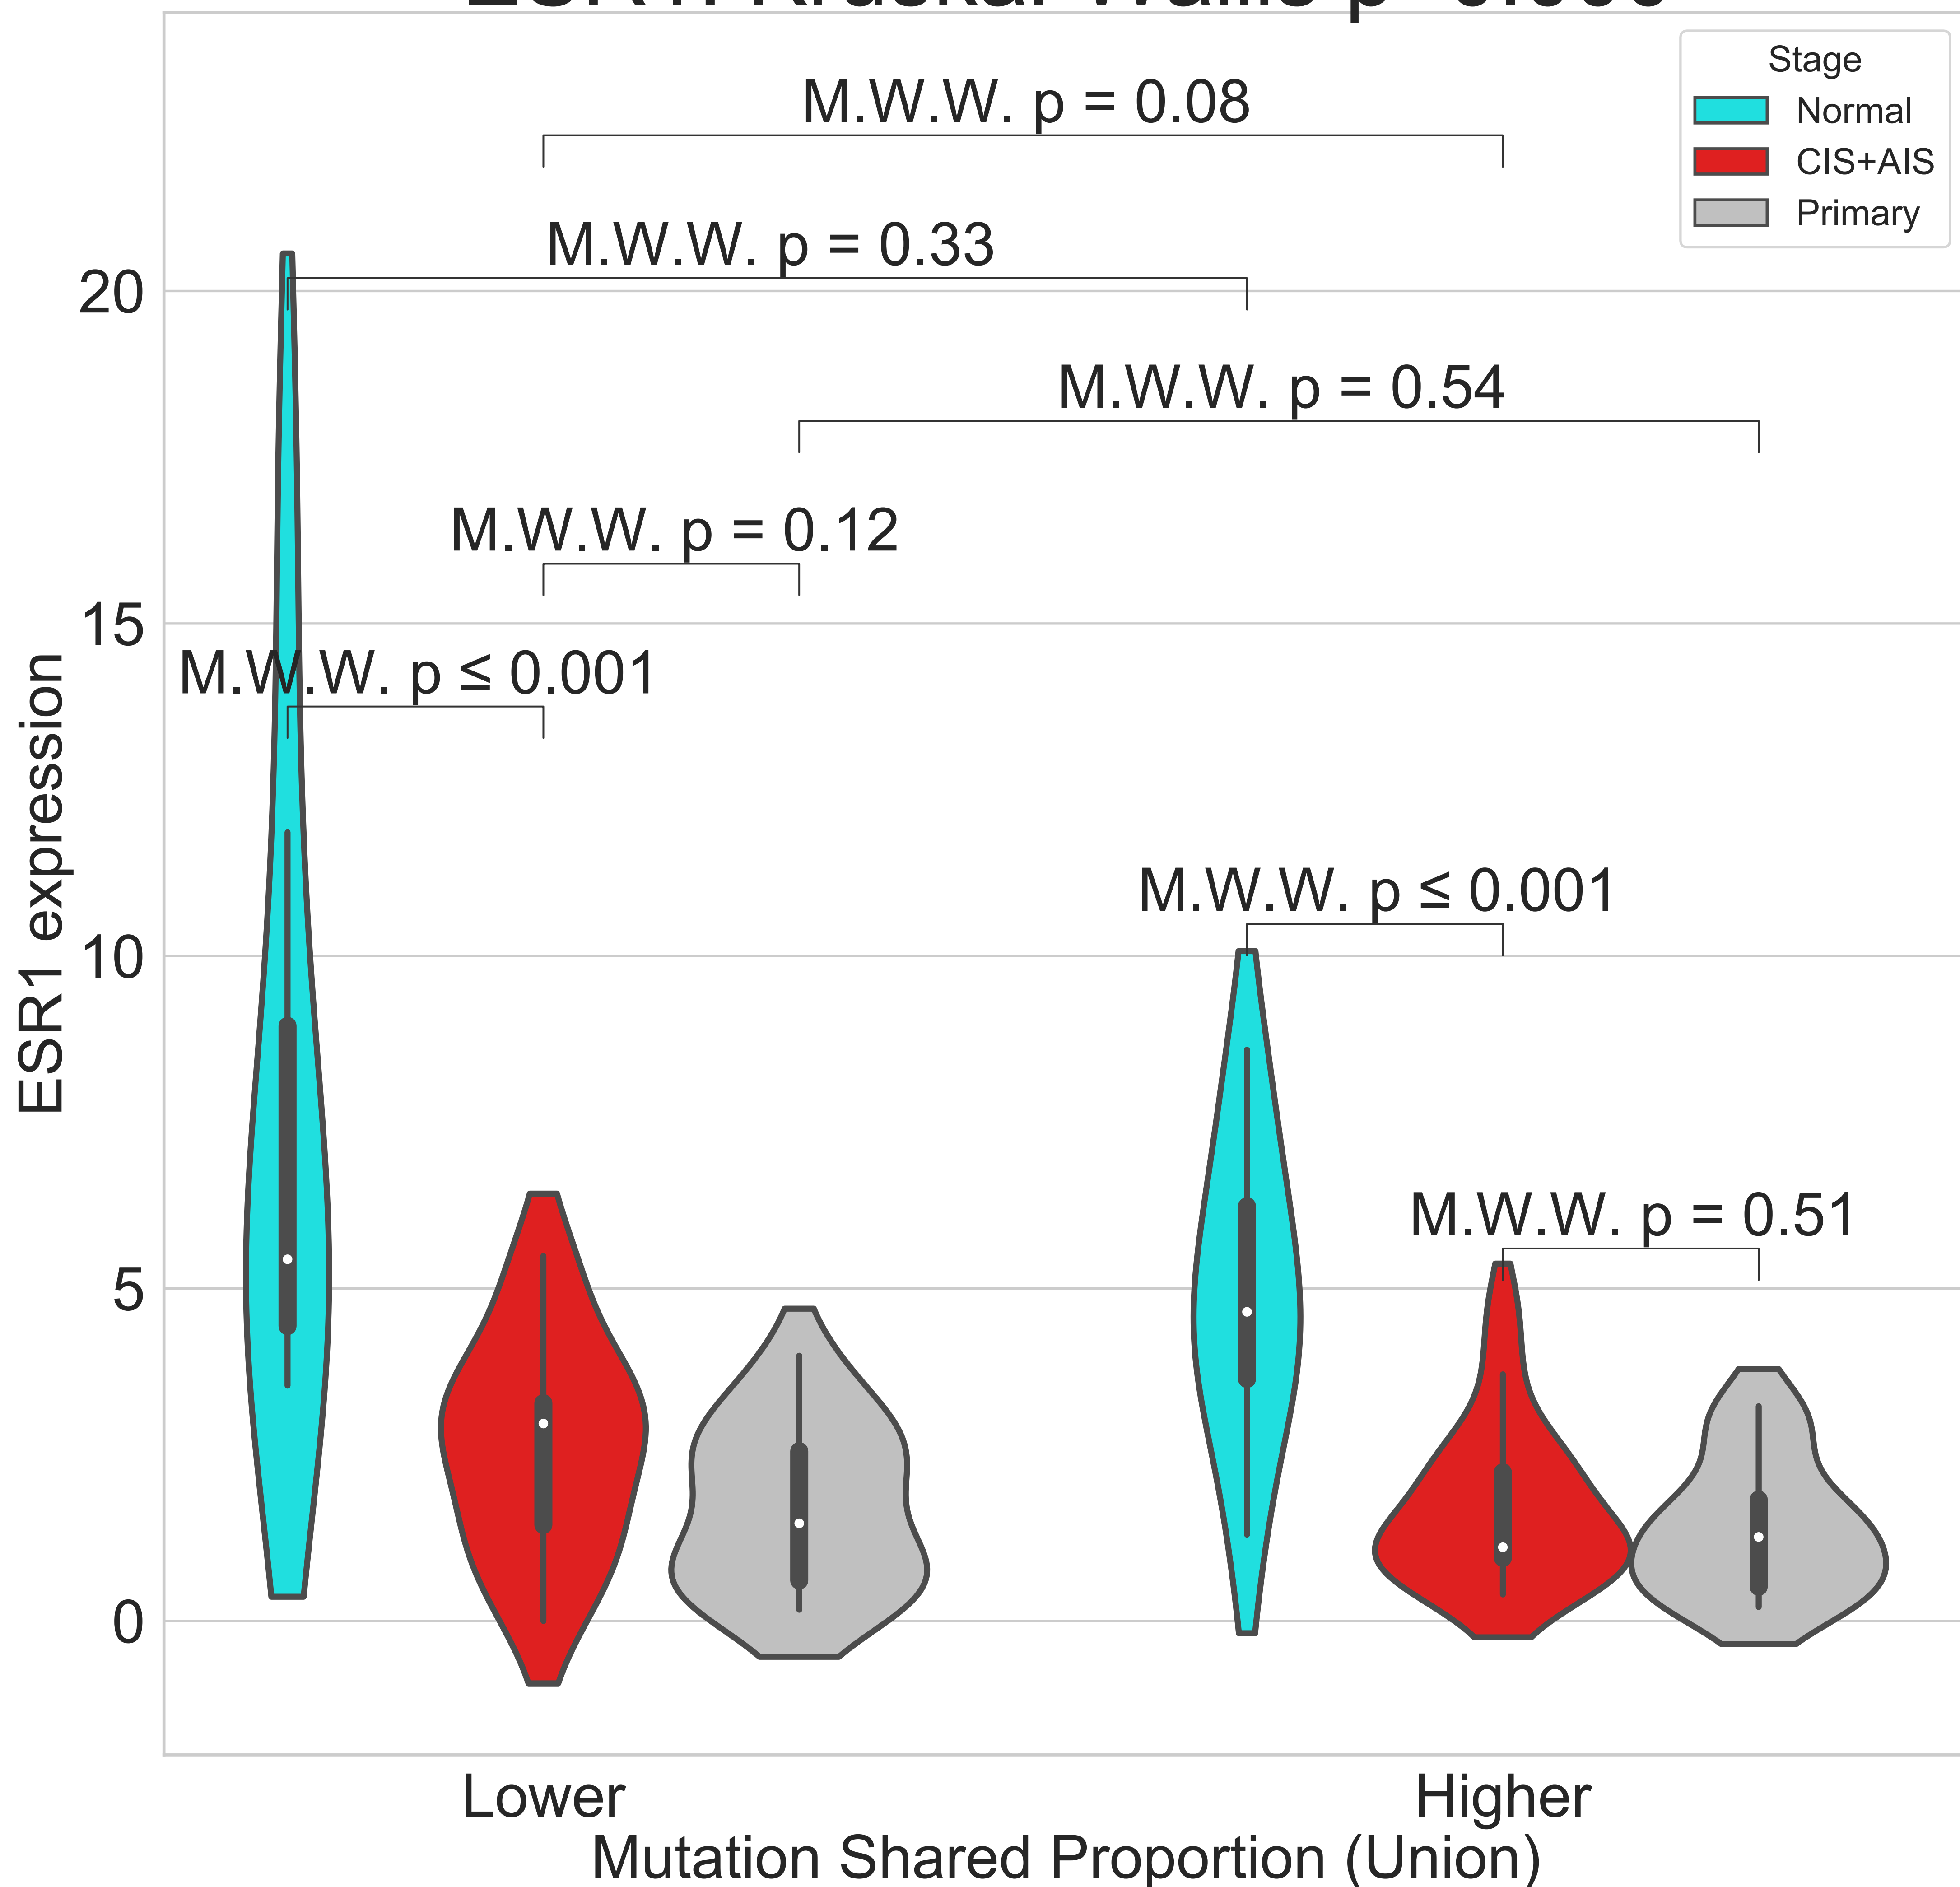 Stage
Normal
CIS+AIS
Primary
M.W.W. p = 0.08
M.W.W. p = 0.33
M.W.W. p = 0.54
M.W.W. p = 0.12
M.W.W. p ≤ 0.001
M.W.W. p ≤ 0.001
M.W.W. p = 0.51
ESR1 expression
20
15
10
5
0
Lower
Higher
Mutation Shared Proportion (Union)